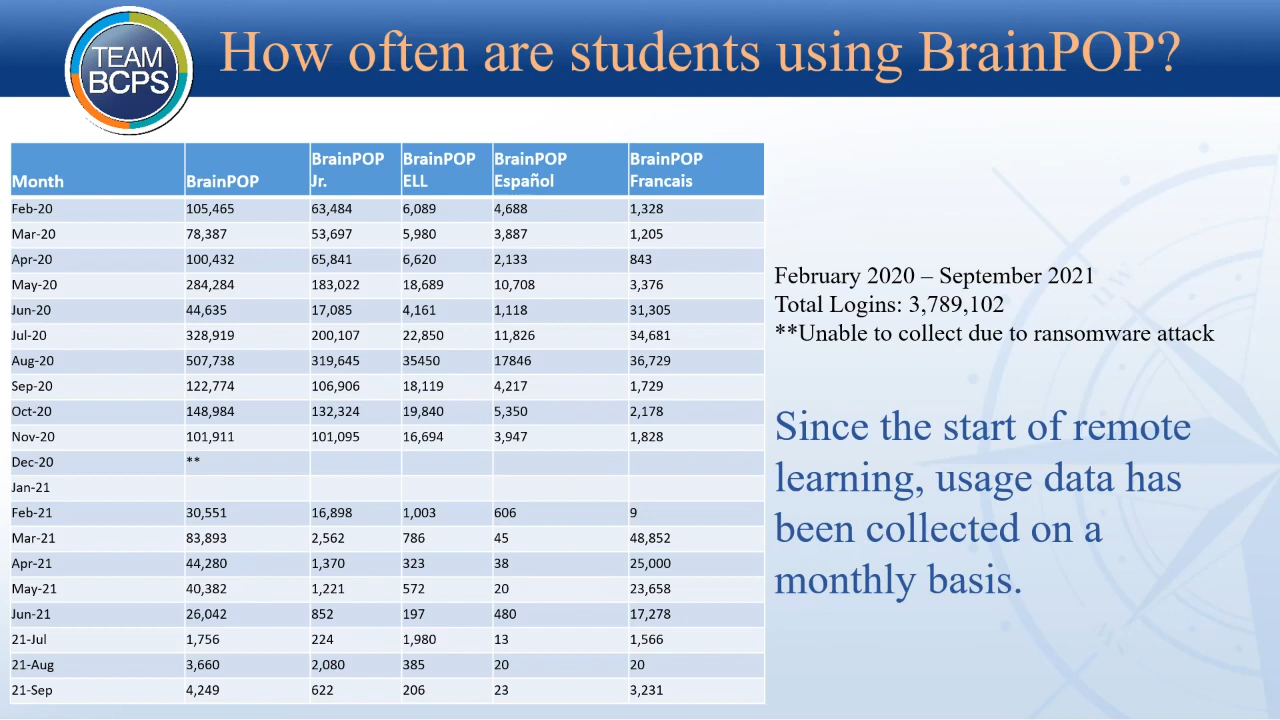 TEAM
BCPS
How often are students using BrainPOP?
Month BrainPOP BrainPOP Jr. BrainPOP ELL BrainPOP Español BrainPOP Francais
Feb-20 105,465 63,484 6,089 4,688 1,328
Mar-20 78,387 53,697 5,980 3,887 1,205
Apr-20 100,432 65,841 6,620 2,133 843
May-20 284,284 183,022 18,689 10,708 3,376
Jun-20 44,635 17,085 4,161 1,118 31,305
Jul-20 328,919 200,107 22,850 11,826 34,681
Aug-20 507,738 319,645 35450 17846 36,729
Sep-20 122,774 106,906 18,119 4,217 1,729
Oct-20 148,984 132,324 19,840 5,350 2,178
Nov-20 101,911 101,095 16,694 3,947 1,828
Dec-20 **
Jan-21
Feb-21 30,551 16,898 1,003 606 9
Mar-21 83,893 2,562 786 45 48,852
Apr-21 44,280 1,370 323 38 25,000
May-21 40,382 1,221 572 20 23,658
Jun-21 26,042 852 197 480 17,278
21-Jul 1,756 224 1,980 13 1,566
21-Aug 3,660 2,080 385 20 20
21-Sep 4,249 622 206 23 3,231
February 2020 – September 2021
Total Logins: 3,789,102
**Unable to collect due to ransomware attack
Since the start of remote
learning, usage data has
been collected on a
monthly basis.